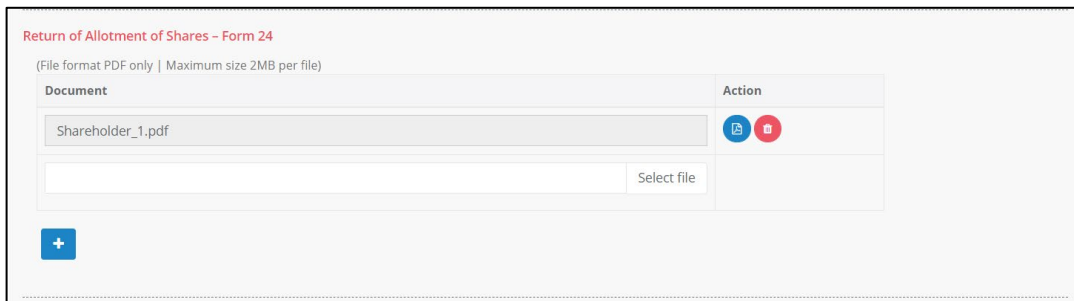 Return of Allotment of Shares – Form 24
(File format PDF only | Maximum size 2MB per file)
Document Action
Shareholder_1.pdf
Select file
+